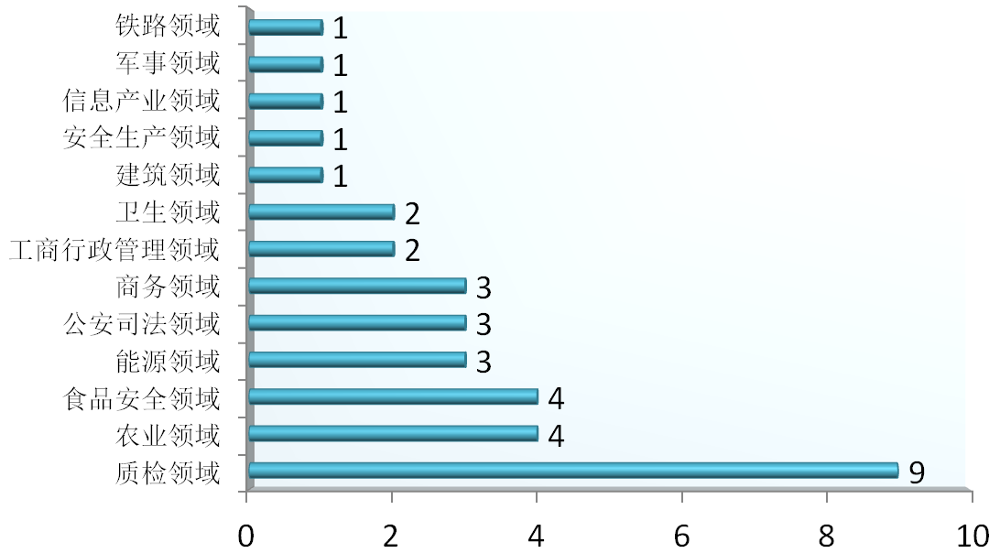 铁路领域 1
军事领域 1
信息产业领域 1
安全生产领域 1
建筑领域 1
卫生领域 2
工商行政管理领域 2
商务领域 3
公安司法领域 3
能源领域 3
食品安全领域 4
农业领域 4
质检领域 9
0 2 4 6 8 10